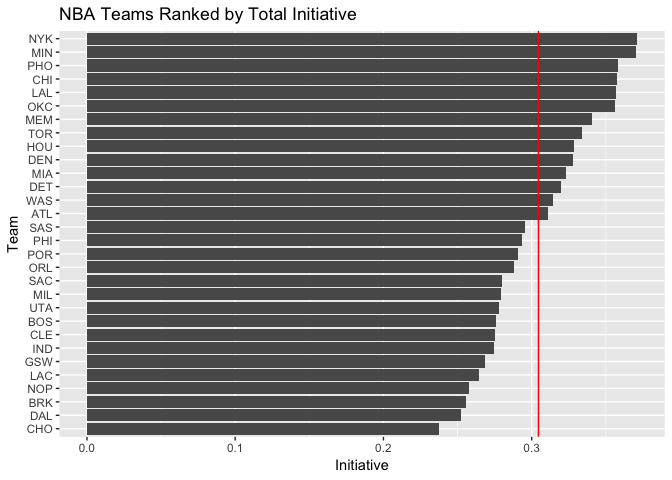 NBA Teams Ranked by Total Initiative
NYK
MIN
PHO
CHI
LAL
OKC
MEM
TOR
HOU
DEN
MIA
DET
WAS
ATL
SAS
PHI
POR
ORL
SAC
MIL
UTA
BOS
CLE
IND
GSW
LAC
NOP
BRK
DAL
CHO
Team
0.0 0.1 0.2 0.3
Initiative